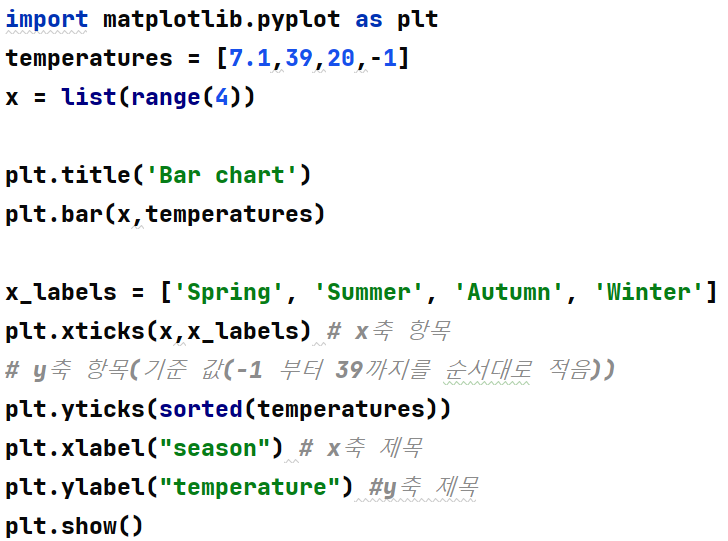 import matplotlib.pyplot as plt
temperatures = [7.1,39,20,-1]
x = list(range(4))
plt.title('Bar chart')
plt.bar(x,temperatures)
x_labels = ['Spring', 'Summer', 'Autumn', 'Winter']
plt.xticks(x,x_labels) # x축 항목
# y축 항목(기준 값(-1 부터 39까지를 순서대로 적음))
plt.yticks(sorted(temperatures))
plt.xlabel("season") # x축 제목
plt.ylabel("temperature") #y축 제목
plt.show()